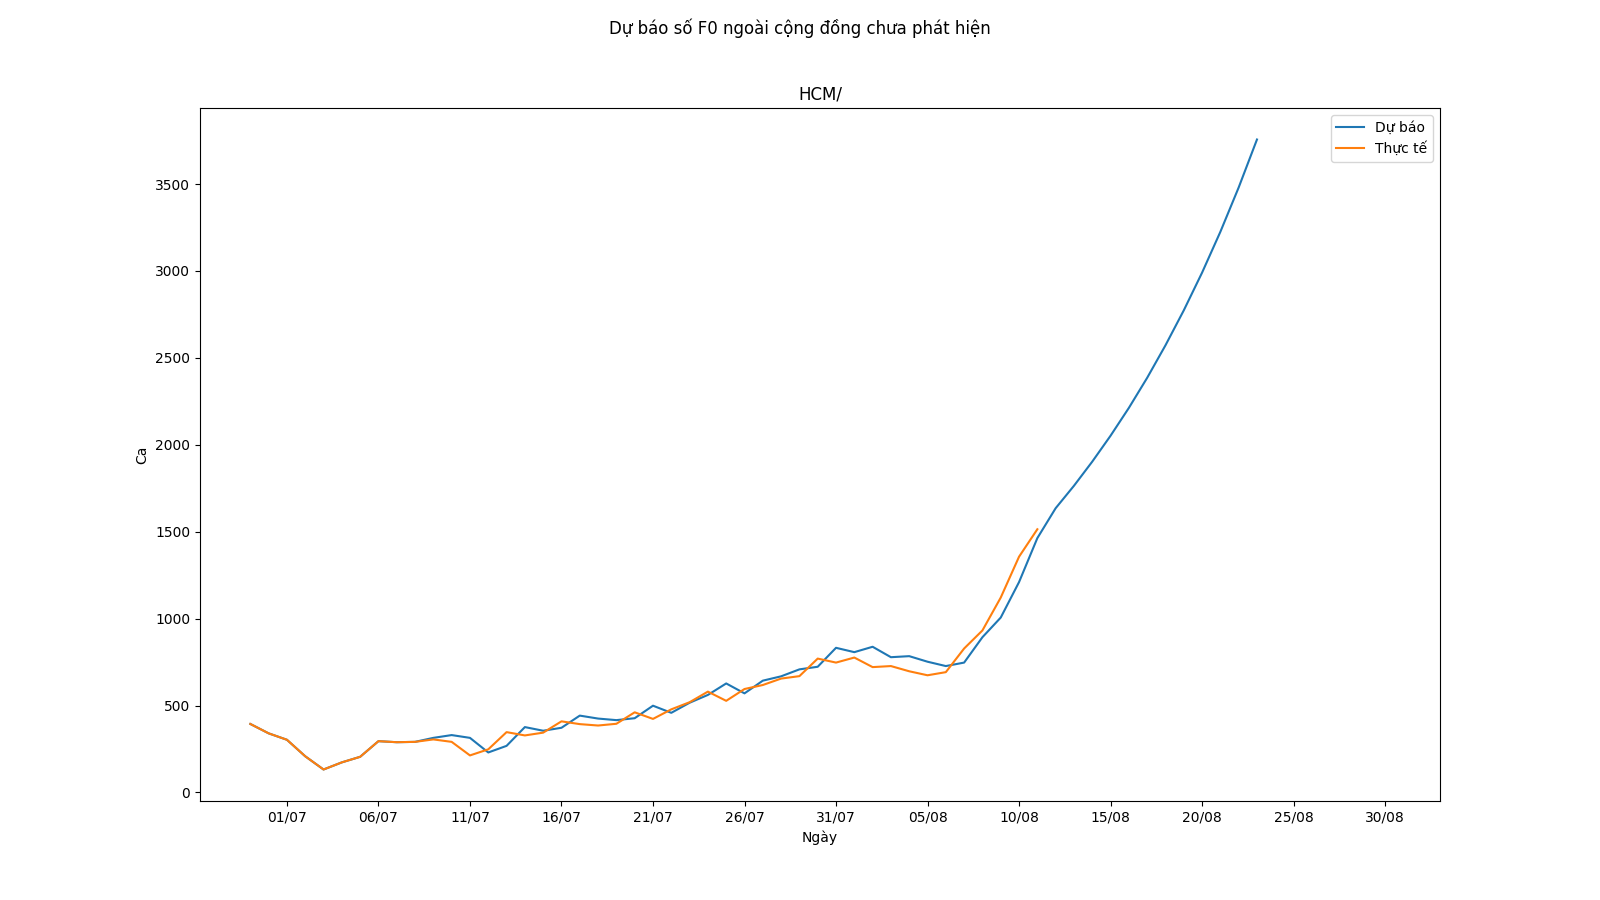 Dự báo số F0 ngoài cộng đồng chưa phát hiện
HCM/
Dự báo
Thực tế
3500
3000
2500
2000
1500
1000
500
0
Ca
01/07 06/07 11/07 16/07 21/07 26/07 31/07 05/08 10/08 15/08 20/08 25/08 30/08
Ngày